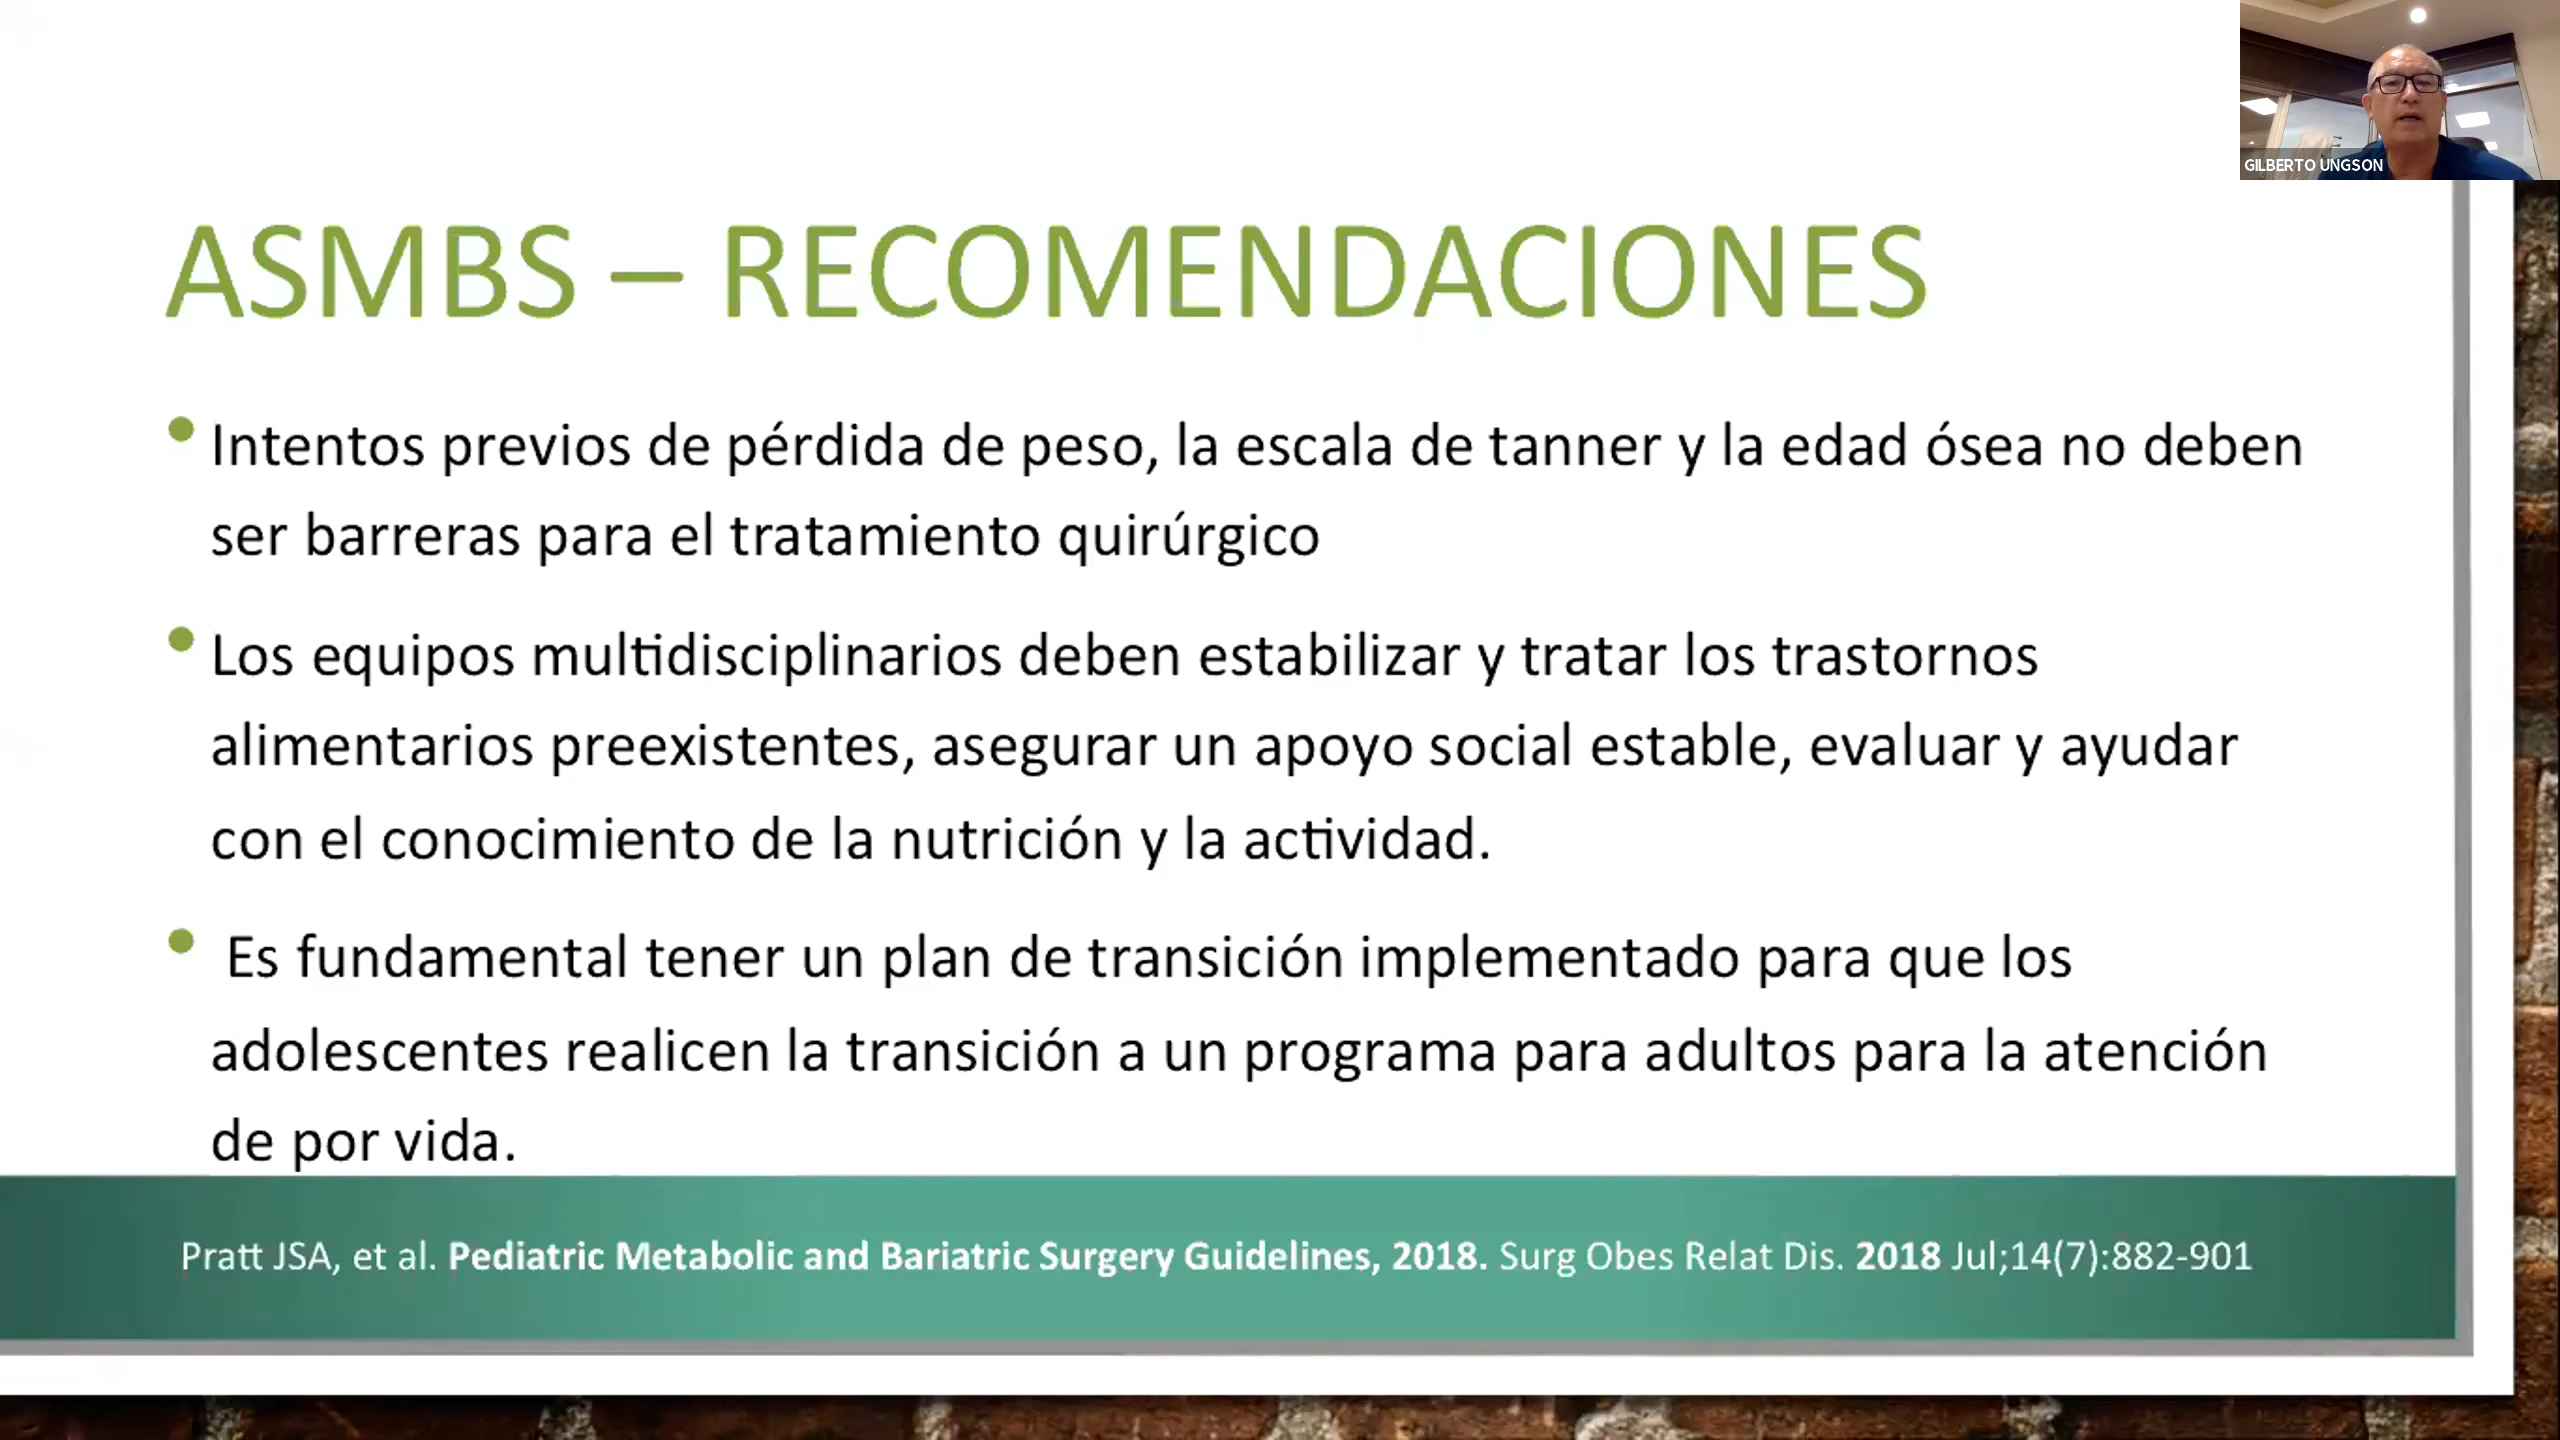 GILBERTO UNGSON
ASMBS – RECOMENDACIONES
• Intentos previos de pérdida de peso, la escala de tanner y la edad ósea no deben
ser barreras para el tratamiento quirúrgico
• Los equipos multidisciplinarios deben estabilizar y tratar los trastornos
alimentarios preexistentes, asegurar un apoyo social estable, evaluar y ayudar
con el conocimiento de la nutrición y la actividad.
• Es fundamental tener un plan de transición implementado para que los
adolescentes realicen la transición a un programa para adultos para la atención
de por vida.
Pratt JSA, et al. Pediatric Metabolic and Bariatric Surgery Guidelines, 2018. Surg Obes Relat Dis. 2018 Jul;14(7):882-901